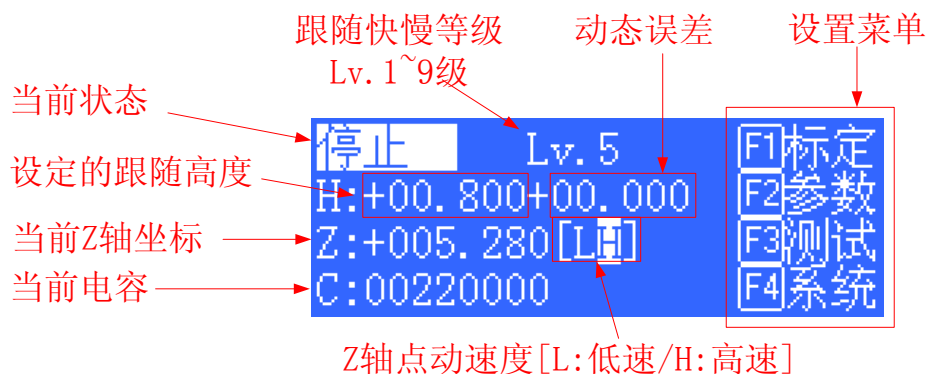 跟随快慢等级
Lv.1~9级
动态误差
设置菜单
当前状态
设定的跟随高度
当前Z轴坐标
当前电容
停止 Lv.5 F1标定
H:+00.800+00.000 F2参数
Z:+005.280[LH] F3测试
C:00220000 F4系统
Z轴点动速度[L:低速/H:高速]